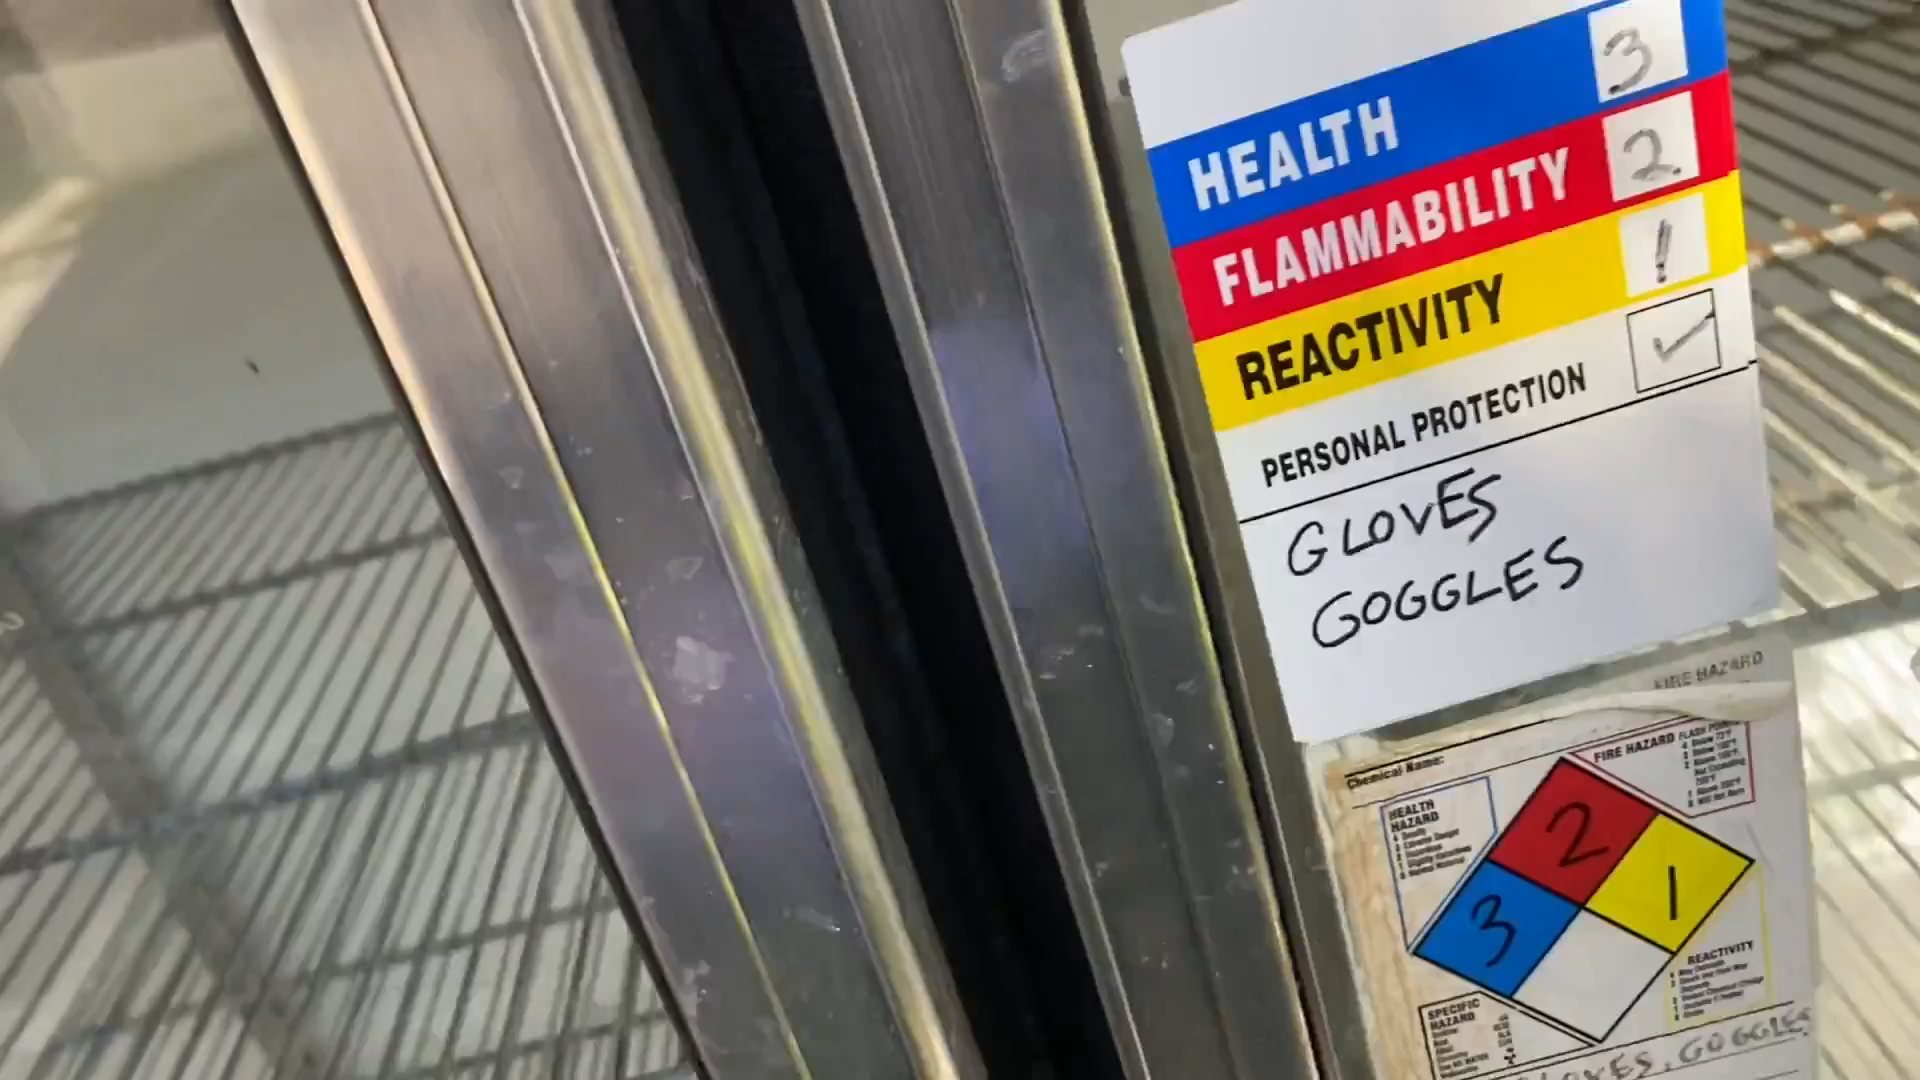 HEALTH 3
FLAMMABILITY 2
REACTIVITY 1
PERSONAL PROTECTION
GLOVES
GOGGLES
FIRE HAZARD
Chemical Name:
FIRE HAZARD
HEALTH
HAZARD
2
3
1
REACTIVITY
SPECIFIC
HAZARD
GOGGLES